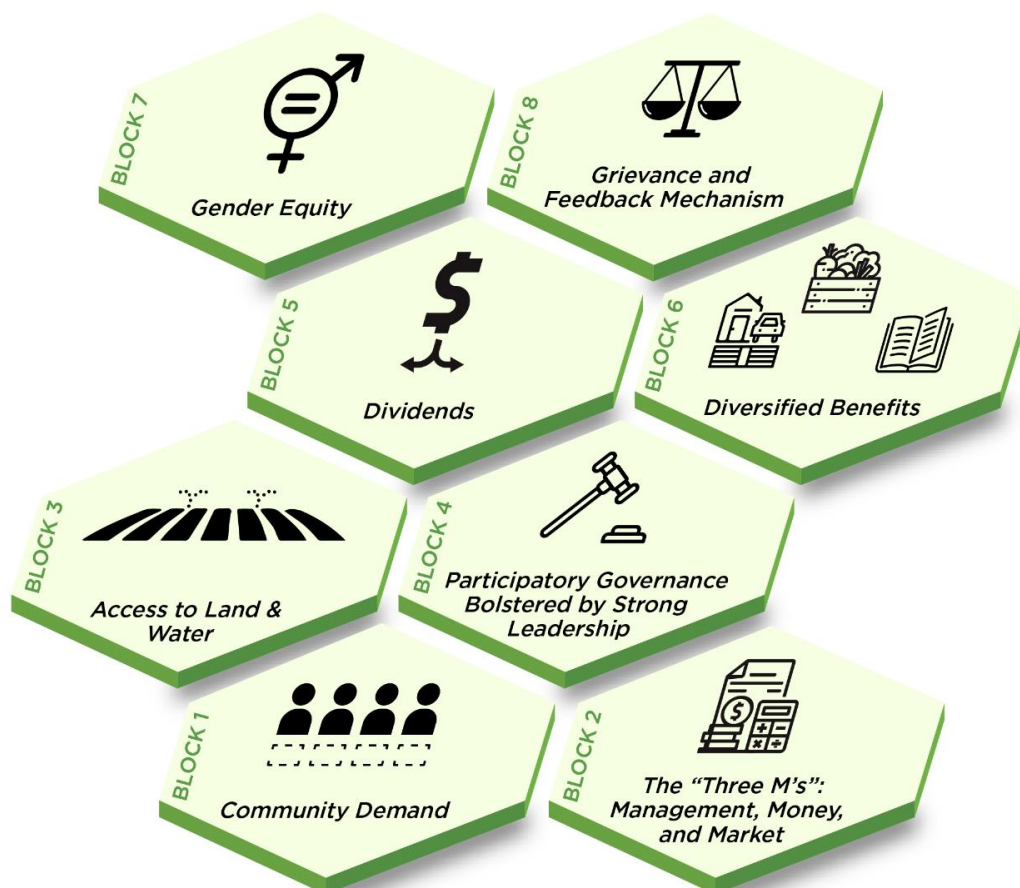 BLOCK 7
Gender Equity
BLOCK 8
Grievance and
Feedback Mechanism
BLOCK 5
$
Dividends
BLOCK 6
Diversified Benefits
BLOCK 3
Access to Land &
Water
BLOCK 4
Participatory Governance
Bolstered by Strong
Leadership
BLOCK 1
Community Demand
BLOCK 2
$
The “Three M’s”:
Management, Money,
and Market